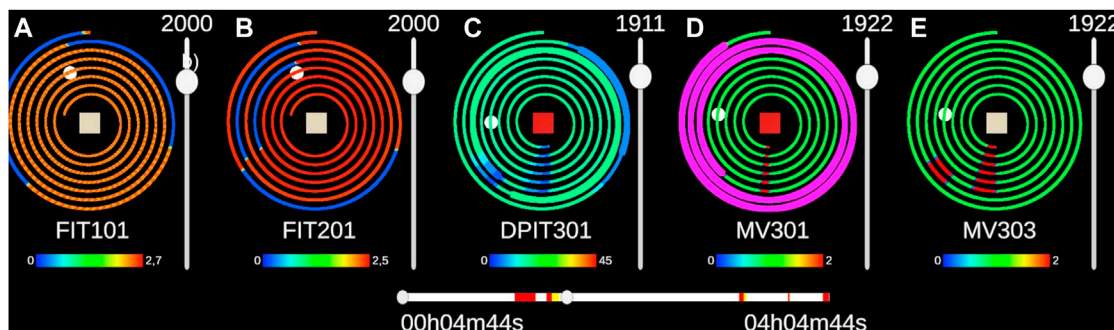 A 2000 B 2000 C 1911 D 1922 E 1922
b)
FIT101 FIT201 DPIT301 MV301 MV303
0 2,7 0 2,5 0 45 0 2 0 2
00h04m44s 04h04m44s